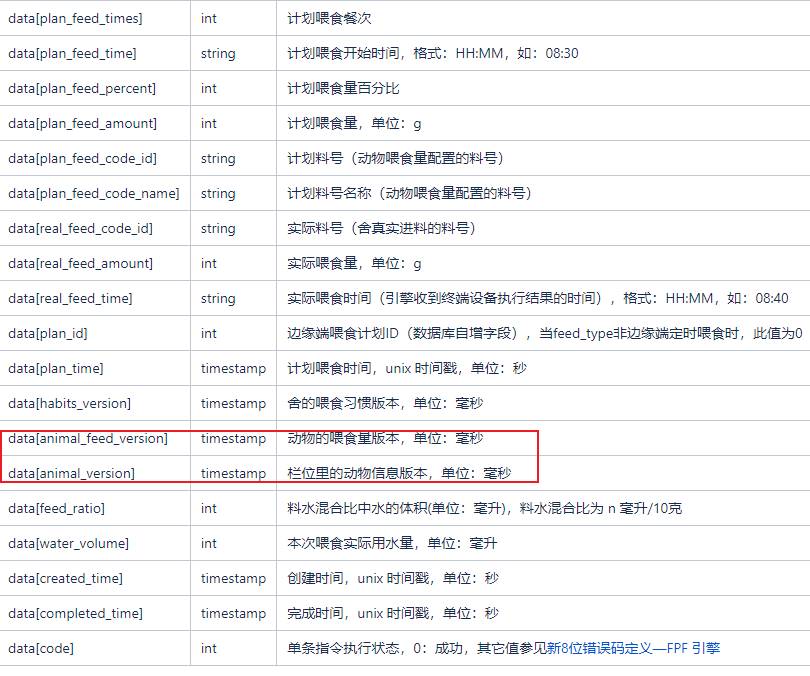 data[plan_feed_times] int 计划喂食餐次
data[plan_feed_time] string 计划喂食开始时间，格式：HH:MM，如：08:30
data[plan_feed_percent] int 计划喂食量百分比
data[plan_feed_amount] int 计划喂食量，单位：g
data[plan_feed_code_id] string 计划料号（动物喂食量配置的料号）
data[plan_feed_code_name] string 计划料号名称（动物喂食量配置的料号）
data[real_feed_code_id] string 实际料号（舍真实进料的料号）
data[real_feed_amount] int 实际喂食量，单位：g
data[real_feed_time] string 实际喂食时间（引擎收到终端设备执行结果的时间），格式：HH:MM，如：08:40
data[plan_id] int 边缘端喂食计划ID（数据库自增字段），当feed_type非边缘端定时喂食时，此值为0
data[plan_time] timestamp 计划喂食时间，unix 时间戳，单位：秒
data[habits_version] timestamp 舍的喂食习惯版本，单位：毫秒
data[animal_feed_version] timestamp 动物的喂食量版本，单位：毫秒
data[animal_version] timestamp 栏位里的动物信息版本，单位：毫秒
data[feed_ratio] int 料水混合比中水的体积(单位：毫升)，料水混合比为 n 毫升/10克
data[water_volume] int 本次喂食实际用水量，单位：毫升
data[created_time] timestamp 创建时间，unix 时间戳，单位：秒
data[completed_time] timestamp 完成时间，unix 时间戳，单位：秒
data[code] int 单条指令执行状态，0：成功，其它值参见新8位错误码定义—FPF 引擎